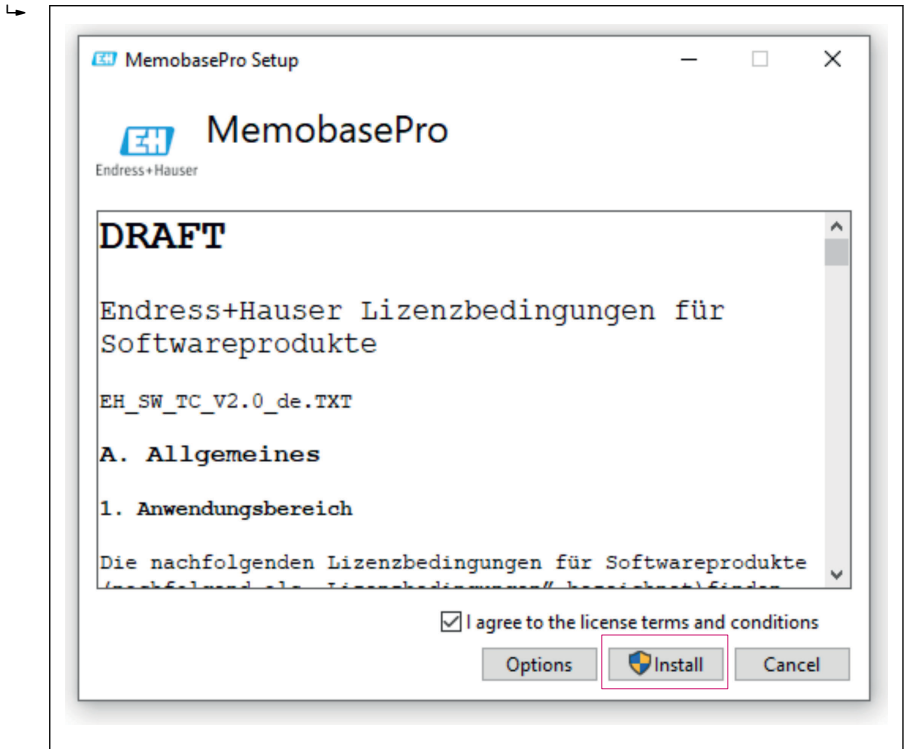 MemobasePro Setup
EH
MemobasePro
Endress+Hauser
DRAFT
Endress+Hauser Lizenzbedingungen für
Softwareprodukte
EH_SW_TC_V2.0_de.TXT
A. Allgemeines
1. Anwendungsbereich
Die nachfolgenden Lizenzbedingungen für Softwareprodukte
I agree to the license terms and conditions
Options
Install
Cancel